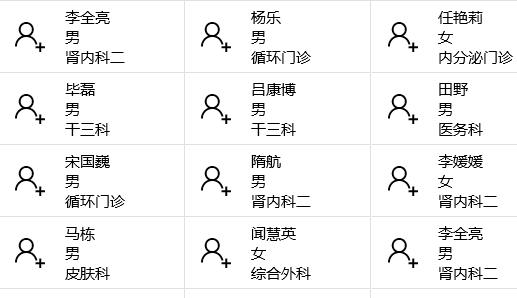 李全亮
男
肾内科二
杨乐
男
循环门诊
任艳莉
女
内分泌门诊
毕磊
男
干三科
吕康博
男
干三科
田野
男
医务科
宋国巍
男
循环门诊
隋航
男
肾内科二
李媛媛
女
肾内科二
马栋
男
皮肤科
闻慧英
女
综合外科
李全亮
男
肾内科二